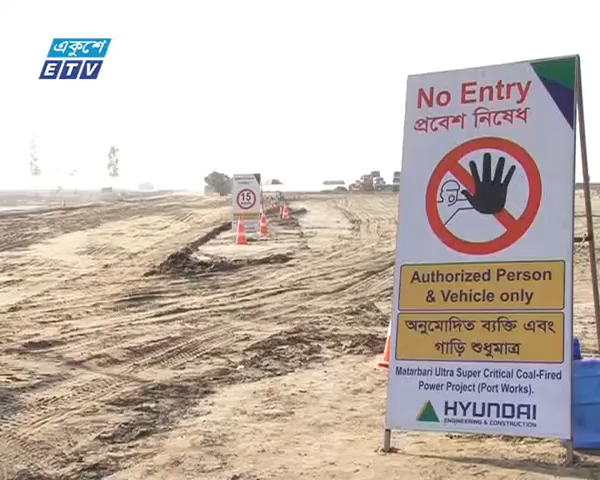 একুশে
ETV
No Entry
প্রবেশ নিষেধ
Authorized Person
& Vehicle only
অনুমোদিত ব্যক্তি এবং
গাড়ি শুধুমাত্র
Matarbari Ultra Super Critical Coal-Fired
Power Project (Port Works).
HYUNDAI
ENGINEERING & CONSTRUCTION
15